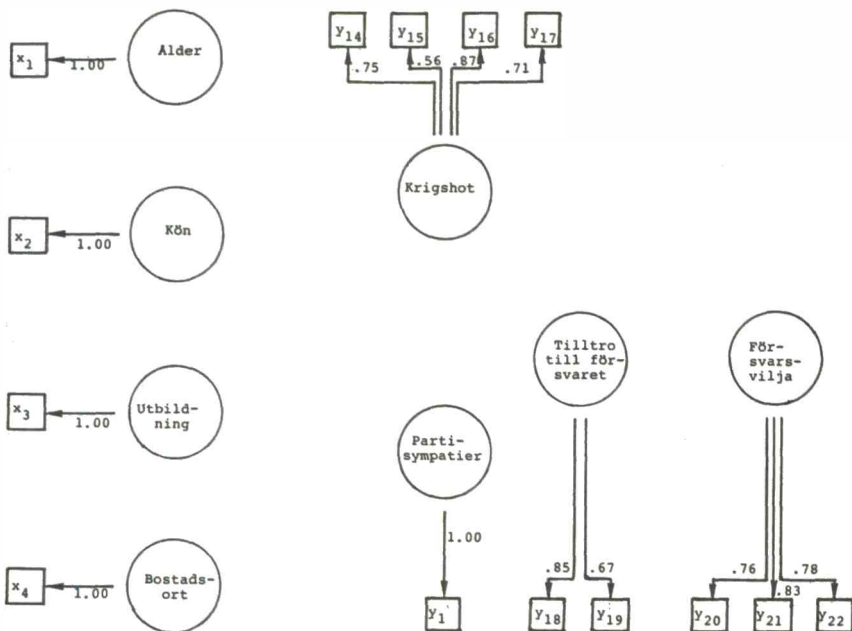 y14 y15 y16 y17
x1 1.00 Alder
.75 .56 .87 .71
Krigshot
x2 1.00 Kön
Tilltro
till för-
svaret
För-
svars-
vilja
x3 1.00 Utbild-
ning
Parti-
sympatier
1.00
.85 .67
.76 .83 .78
x4 1.00 Bostads-
ort
y1 y18 y19 y20 y21 y22